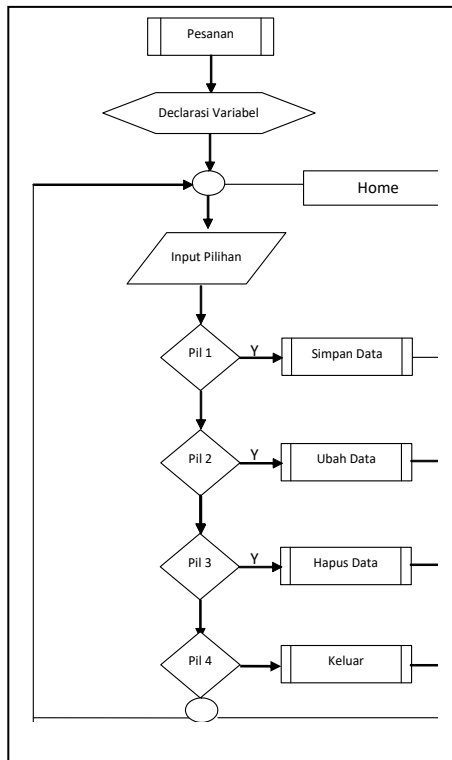 Pesanan
Declarasi Variabel
Home
Input Pilihan
Pil 1
Y
Simpan Data
Pil 2
Y
Ubah Data
Pil 3
Y
Hapus Data
Pil 4
Keluar